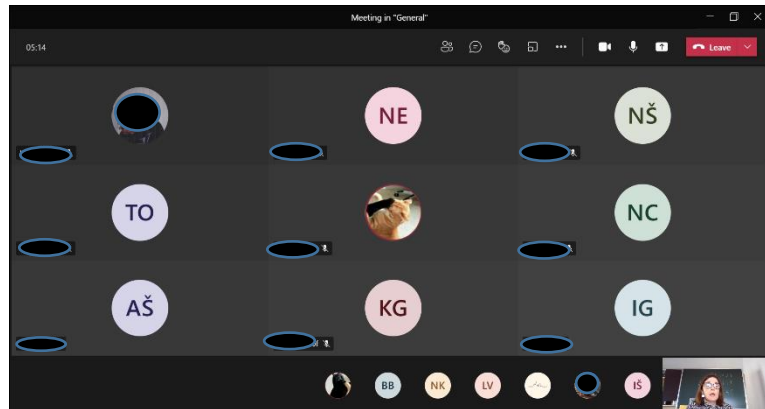 Meeting in "General"
05:14
Leave
NE
NŠ
TO
NC
AŠ
KG
IG
BB
NK
LV
IŠ